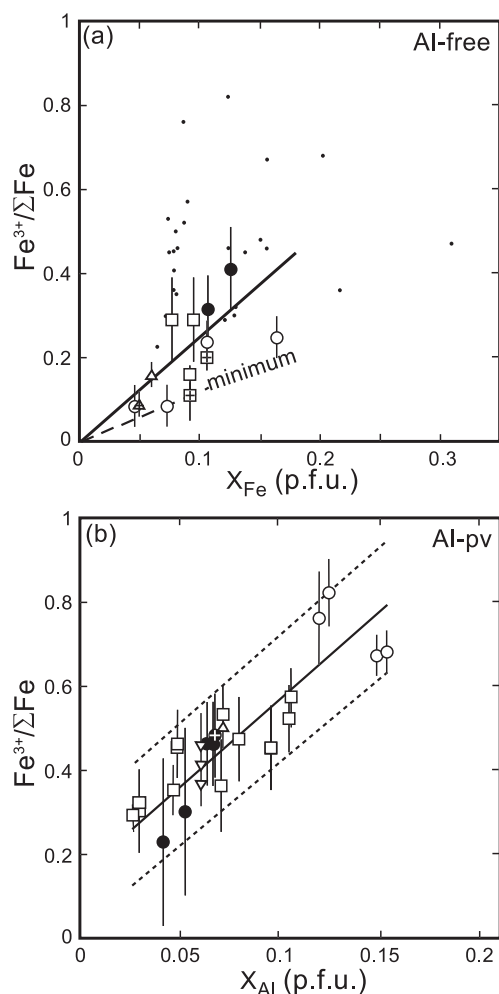 (a)
Al-free
1
0.8
0.6
0.4
0.2
0
Fe³⁺/ΣFe
minimum
0
0.1
0.2
0.3
X_Fe (p.f.u.)
(b)
Al-pv
1
0.8
0.6
0.4
0.2
0
Fe³⁺/ΣFe
0
0.05
0.1
0.15
0.2
X_Al (p.f.u.)